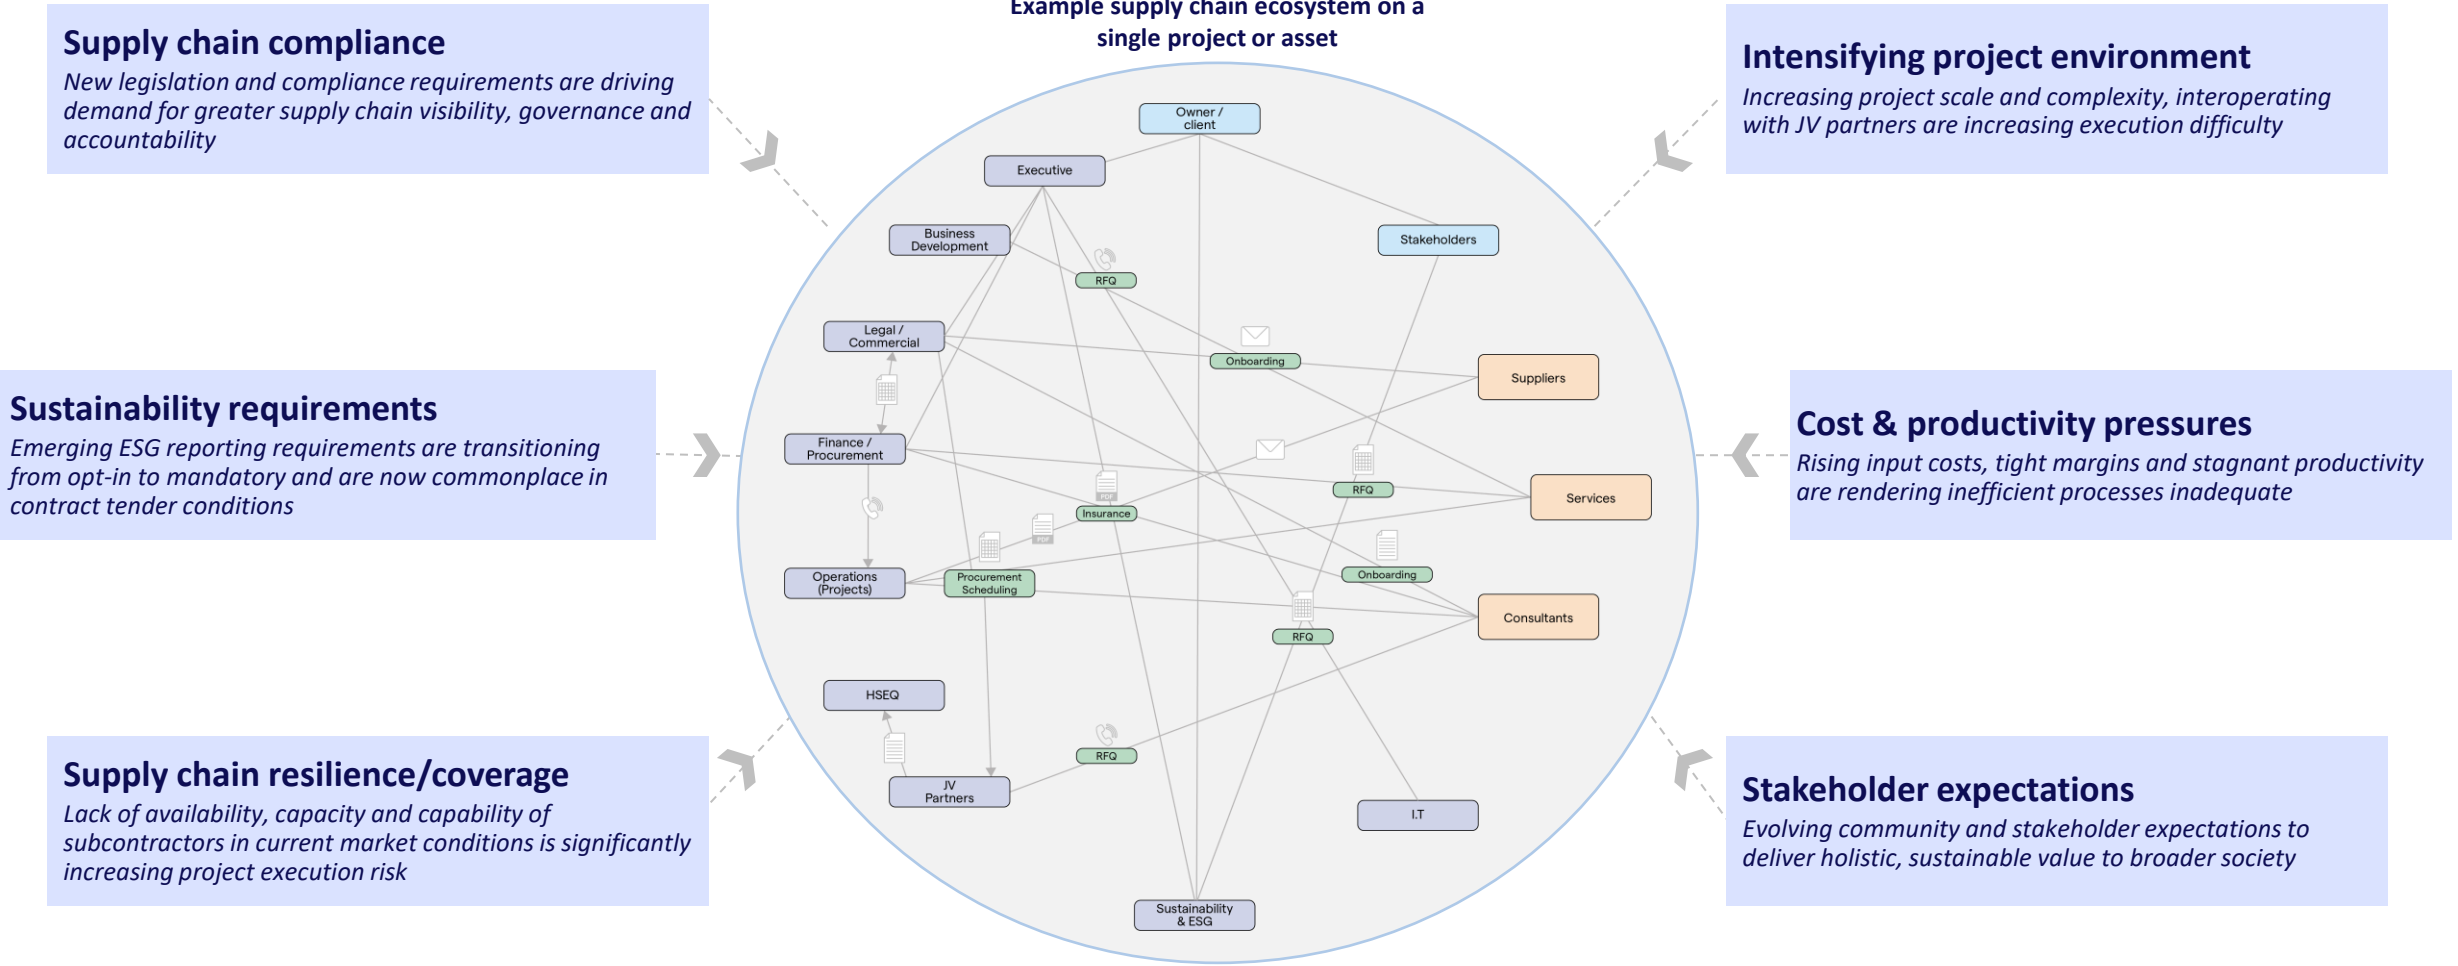 Example supply chain ecosystem on a
single project or asset
Supply chain compliance
New legislation and compliance requirements are driving
demand for greater supply chain visibility, governance and
accountability
Sustainability requirements
Emerging ESG reporting requirements are transitioning
from opt-in to mandatory and are now commonplace in
contract tender conditions
Supply chain resilience/coverage
Lack of availability, capacity and capability of
subcontractors in current market conditions is significantly
increasing project execution risk
Owner /
client
Executive
Business
Development
Stakeholders
RFQ
Legal /
Commercial
Onboarding
Suppliers
Finance /
Procurement
PDF
RFQ
Services
Insurance
PDF
Operations
(Projects)
Procurement
Scheduling
Onboarding
Consultants
RFQ
HSEQ
RFQ
JV
Partners
I.T
Sustainability
& ESG
Intensifying project environment
Increasing project scale and complexity, interoperating
with JV partners are increasing execution difficulty
Cost & productivity pressures
Rising input costs, tight margins and stagnant productivity
are rendering inefficient processes inadequate
Stakeholder expectations
Evolving community and stakeholder expectations to
deliver holistic, sustainable value to broader society